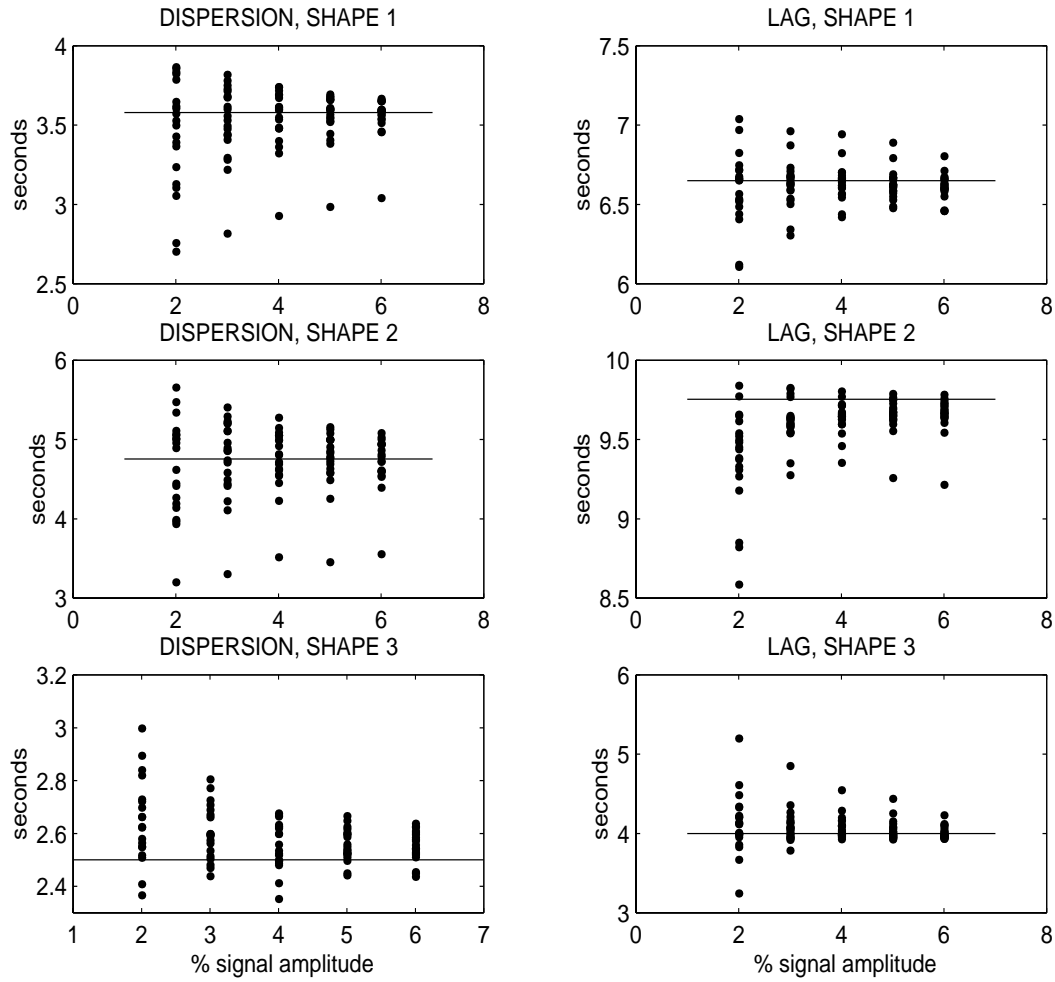 DISPERSION, SHAPE 1
4
3.5
3
2.5
seconds
0 2 4 6 8
LAG, SHAPE 1
7.5
7
6.5
6
seconds
0 2 4 6 8
DISPERSION, SHAPE 2
6
5
4
3
seconds
0 2 4 6 8
LAG, SHAPE 2
10
9.5
9
8.5
seconds
0 2 4 6 8
DISPERSION, SHAPE 3
3.2
3
2.8
2.6
2.4
seconds
1 2 3 4 5 6 7
% signal amplitude
LAG, SHAPE 3
6
5
4
3
seconds
0 2 4 6 8
% signal amplitude